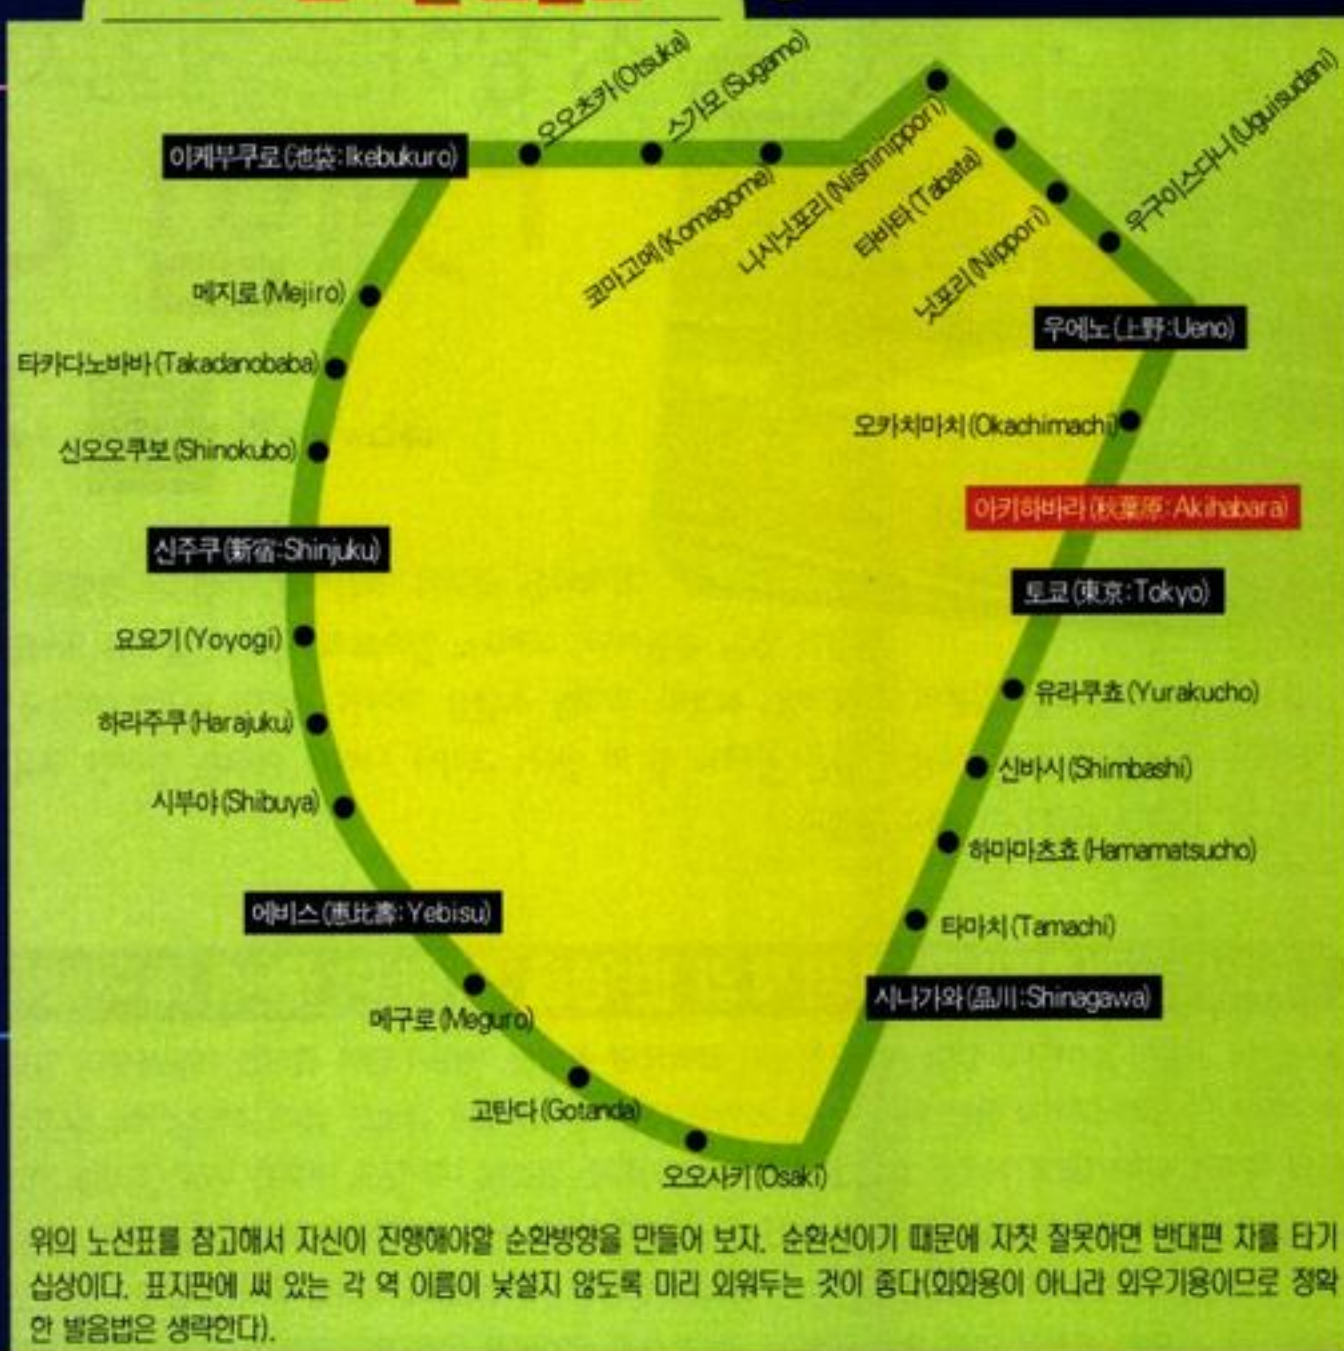 오오츠카 (Otsuka)
스가모 (Sugamo)
이케부쿠로 (池袋:Ikebukuro)
코마고메 (Komagome)
니시닛포리 (Nishinippori)
타바타 (Tabata)
닛포리 (Nippori)
우구이스다니 (Uguisudani)
메지로 (Mejiro)
우에노 (上野:Ueno)
타카다노바바 (Takadanobaba)
오카치마치 (Okachimachi)
신오오쿠보 (Shinokubo)
아키하바라 (秋葉原:Akihabara)
신주쿠 (新宿:Shinjuku)
토쿄 (東京:Tokyo)
요요기 (Yoyogi)
유라쿠쵸 (Yurakucho)
하라주쿠 (Harajuku)
신바시 (Shimbashi)
시부야 (Shibuya)
하마마츠쵸 (Hamamatsucho)
에비스 (惠比壽:Yebisu)
타마치 (Tamachi)
시나가와 (品川:Shinagawa)
메구로 (Meguro)
고탄다 (Gotanda)
오오사키 (Osaki)
위의 노선표를 참고해서 자신이 진행해야할 순환방향을 만들어 보자. 순환선이기 때문에 자칫 잘못하면 반대편 차를 타기
십상이다. 표지판에 써 있는 각 역 이름이 낯설지 않도록 미리 외워두는 것이 좋다(회화용이 아니라 외우기용이므로 정확
한 발음법은 생략한다).